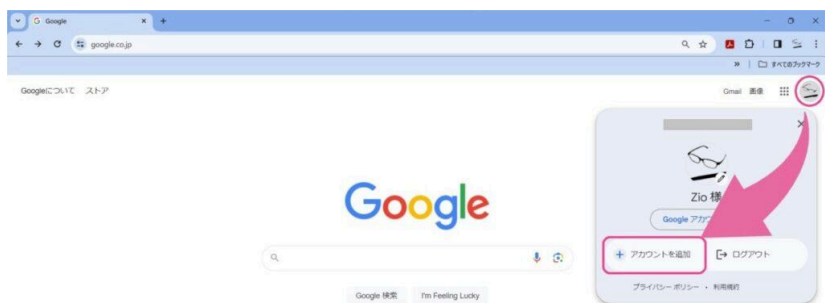 Google
google.co.jp
すべてのブックマーク
Googleについて ストア
Gmail 画像
Zio 様
Google アカウ
Google
アカウントを追加
ログアウト
プライバシー ポリシー ・ 利用規約
Google 検索
I'm Feeling Lucky